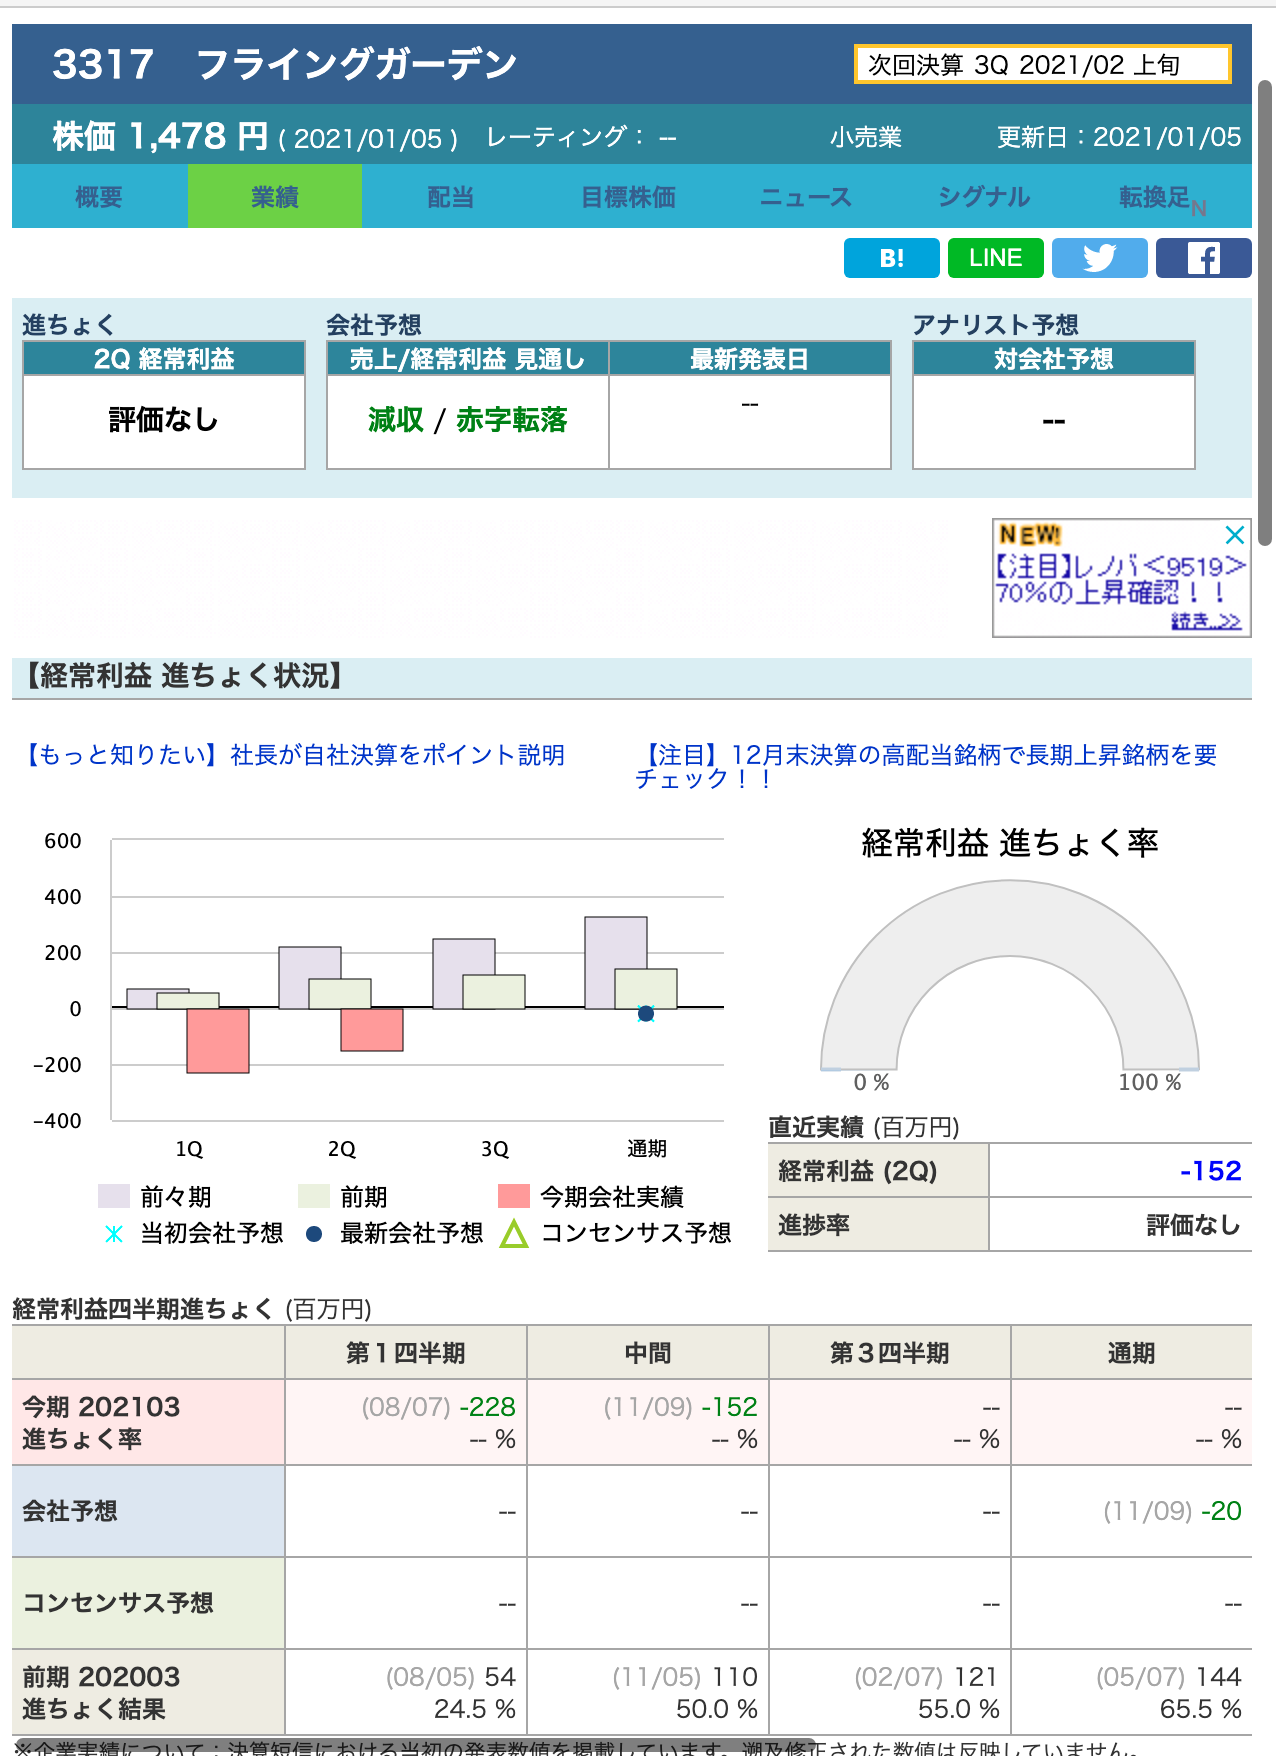 3317　フライングガーデン
次回決算 3Q 2021/02 上旬
株価 1,478 円 ( 2021/01/05 ) レーティング： -- 小売業 更新日：2021/01/05
概要 業績 配当 目標株価 ニュース シグナル 転換足N
B! LINE
進ちょく 会社予想 アナリスト予想
2Q 経常利益 売上/経常利益 見通し 最新発表日 対会社予想
評価なし 減収 / 赤字転落 -- --
NEW!
【注目】レノバ<9519>
70%の上昇確認！！
続き..>>
【経常利益 進ちょく状況】
【もっと知りたい】社長が自社決算をポイント説明
【注目】12月末決算の高配当銘柄で長期上昇銘柄を要
チェック！！
経常利益 進ちょく率
600
400
200
0
-200
-400
1Q 2Q 3Q 通期
前々期 前期 今期会社実績
当初会社予想 最新会社予想 コンセンサス予想
0 % 100 %
直近実績 (百万円)
経常利益 (2Q) -152
進捗率 評価なし
経常利益四半期進ちょく (百万円)
第１四半期 中間 第３四半期 通期
今期 202103 (08/07) -228 (11/09) -152 -- --
進ちょく率 -- % -- % -- % -- %
会社予想 -- -- -- (11/09) -20
コンセンサス予想 -- -- -- --
前期 202003 (08/05) 54 (11/05) 110 (02/07) 121 (05/07) 144
進ちょく結果 24.5 % 50.0 % 55.0 % 65.5 %
※企業実績について：決算短信における当初の発表数値を掲載しています。遡及修正された数値は反映していません。